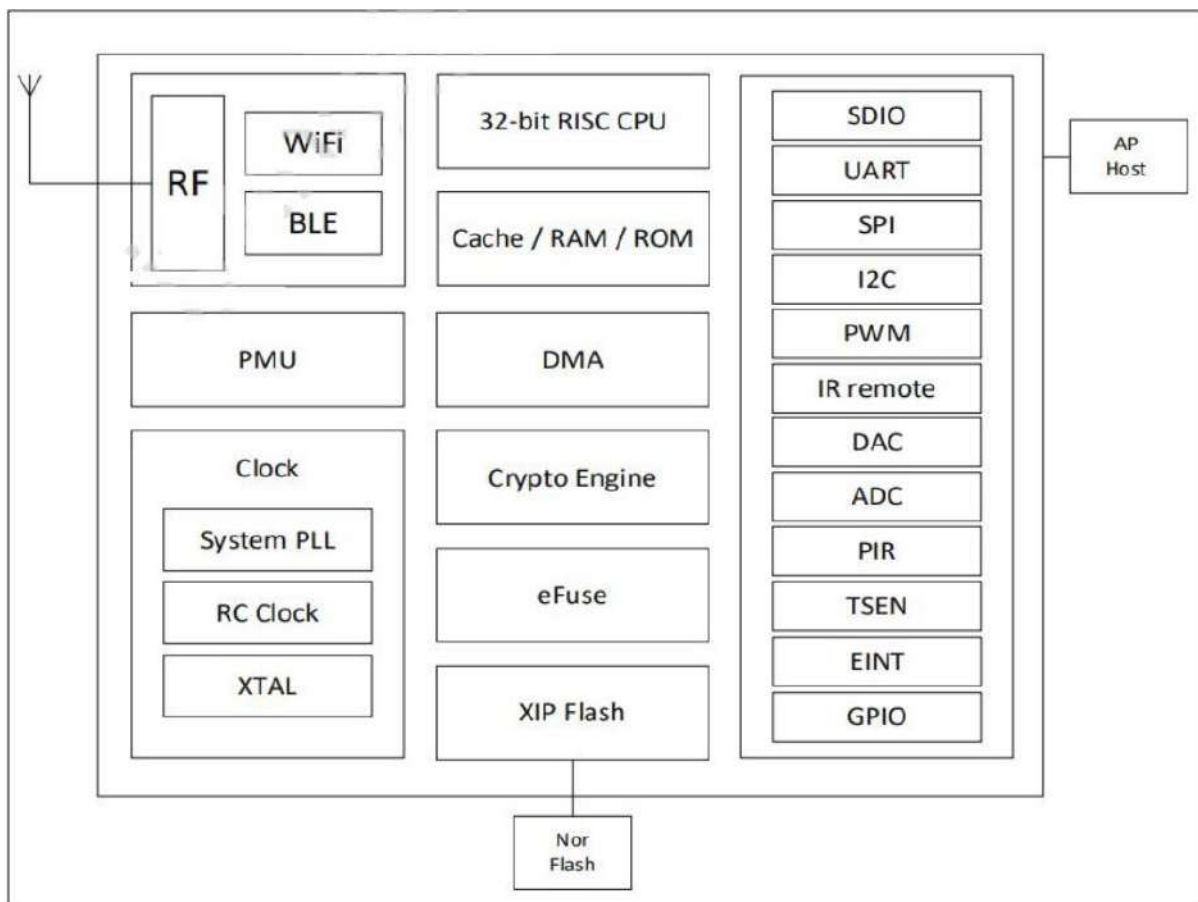 RF
WiFi
BLE
PMU
Clock
System PLL
RC Clock
XTAL
32-bit RISC CPU
Cache / RAM / ROM
DMA
Crypto Engine
eFuse
XIP Flash
SDIO
UART
SPI
I2C
PWM
IR remote
DAC
ADC
PIR
TSEN
EINT
GPIO
AP
Host
Nor
Flash